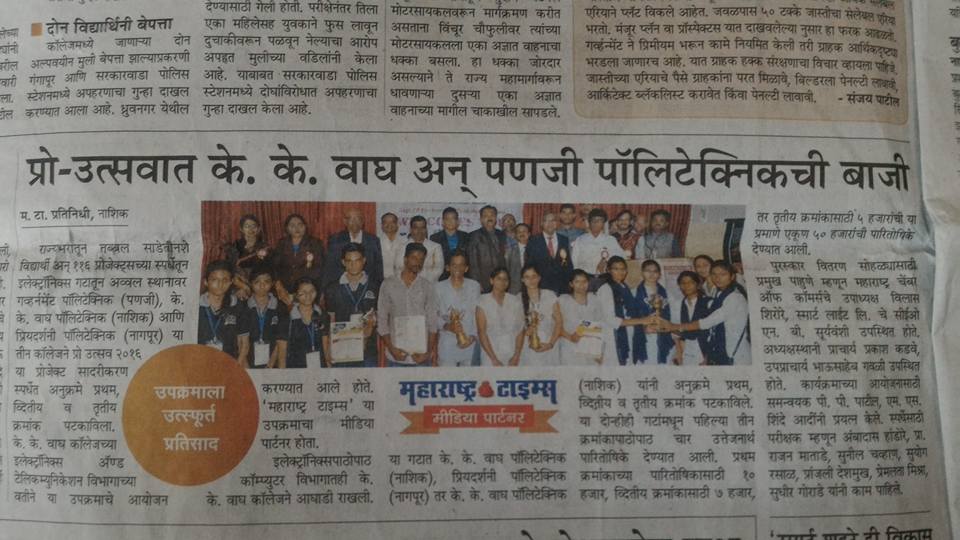 दोन विद्यार्थिनी बेपत्ता
कॉलेजमध्ये जाणाऱ्या दोन
अल्पवयीन मुली बेपत्ता झाल्याप्रकरणी
गंगापूर आणि सरकारवाडा पोलिस
स्टेशनमध्ये अपहरणाचा गुन्हा दाखल
करण्यात आला आहे. ध्रुवनगर येथील
देण्यासाठी गेली होती. परीक्षेनंतर तिला
एका महिलेसह युवकाने फुस लावून
दुचाकीवरून पळवून नेल्याचा आरोप
अपहृत मुलीच्या वडिलांनी केला
आहे. याबाबत सरकारवाडा पोलिस
स्टेशनमध्ये दोघांविरोधात अपहरणाचा
गुन्हा दाखल केला आहे.
मोटरसायकलवरून मार्गक्रमण करीत
असताना विंचूर चौफुलीवर त्यांच्या
मोटरसायकलला एका अज्ञात वाहनाचा
धक्का बसला. हा धक्का जोरदार
असल्याने ते राज्य महामार्गावरून
धावणाऱ्या दुसऱ्या एका अज्ञात
वाहनाच्या मागील चाकाखील सापडले.
एरियाने फ्लॅट विकले आहेत. जवळपास ५० टक्के जास्तीचा सेलेबल एरिया
भरतो. मंजूर प्लॅन वा प्रॉस्पेक्टस यात दाखवलेल्या नुसार हा फरक आढळतो.
गव्हर्नमेंट ने प्रिमीयम भरून कामे नियमित केली तरी ग्राहक आर्थिकदृष्ट्या
भरडला जाणारच आहे. यात ग्राहक हक्क संरक्षणाचा विचार व्हायला पाहिजे.
जास्तीच्या एरियाचे पैसे ग्राहकांना परत मिळावे, बिल्डरला पेनल्टी लावावी,
आर्किटेक्ट ब्लॅकलिस्ट करावेत किंवा पेनल्टी लावावी. - संजय पाटील
प्रो-उत्सवात के. के. वाघ अन् पणजी पॉलिटेक्निकची बाजी
म. टा. प्रतिनिधी, नाशिक
राज्यभरातून तब्बल साडेतीनशे
विद्यार्थी अन् ११६ प्रोजेक्ट्सच्या स्पर्धेतून
इलेक्ट्रॉनिक्स गटातून अव्वल स्थानावर
गव्हर्नमेंट पॉलिटेक्निक (पणजी), के.
के. वाघ पॉलिटेक्निक (नाशिक) आणि
प्रियदर्शनी पॉलिटेक्निक (नागपूर) या
तीन कॉलेजने प्रो उत्सव २०१६
या प्रोजेक्ट सादरीकरण
स्पर्धेत अनुक्रमे प्रथम,
व्दितीय व तृतीय
क्रमांक पटकाविला.
के. के. वाघ कॉलेजच्या
इलेक्ट्रॉनिक्स अँण्ड
टेलिकम्युनिकेशन विभागाच्या
वतीने या उपक्रमाचे आयोजन
उपक्रमाला
उत्स्फूर्त
प्रतिसाद
करण्यात आले होते.
'महाराष्ट्र टाइम्स' या
उपक्रमाचा मीडिया
पार्टनर होता.
इलेक्ट्रॉनिक्सपाठोपाठ
कॉम्प्युटर विभागातही के.
के. वाघ कॉलेजने आघाडी राखली.
महाराष्ट्र टाइम्स
मीडिया पार्टनर
या गटात के. के. वाघ पॉलिटेक्निक
(नाशिक), प्रियदर्शनी पॉलिटेक्निक
(नागपूर) तर के. के. वाघ पॉलिटेक्निक
(नाशिक) यांनी अनुक्रमे प्रथम,
व्दितीय व तृतीय क्रमांक पटकाविले.
या दोन्हीही गटांमधून पहिल्या तीन
क्रमांकापाठोपाठ चार उत्तेजनार्थ
पारितोषिके देण्यात आली. प्रथम
क्रमांकाच्या पारितोषिकासाठी १०
हजार, व्दितीय क्रमांकासाठी ७ हजार,
तर तृतीय क्रमांकासाठी ५ हजारांची या
प्रमाणे एकूण ५० हजारांची पारितोषिके
देण्यात आली.
पुरस्कार वितरण सोहळ्यासाठी
प्रमुख पाहुणे म्हणून महाराष्ट्र चेंबर
ऑफ कॉमर्सचे उपाध्यक्ष विलास
शिरोरे, स्मार्ट लाईट लि. चे सीईओ
एन. बी. सूर्यवंशी उपस्थित होते.
अध्यक्षस्थानी प्राचार्य प्रकाश कडवे,
उपप्राचार्य भाऊसाहेब गवळी उपस्थित
होते. कार्यक्रमाच्या आयोजनासाठी
समन्वयक पी. पी. पाटील, एम. एस.
शिंदे आदींनी प्रयत्न केले. स्पर्धेसाठी
परीक्षक म्हणून अंबादास हांडोरे, प्रा.
राजन माताडे, सुनील चव्हाण, सुयोग
रसाळ, प्रांजली देशमुख, प्रेमलता मिश्रा,
सुधीर गोराडे यांनी काम पाहिले.